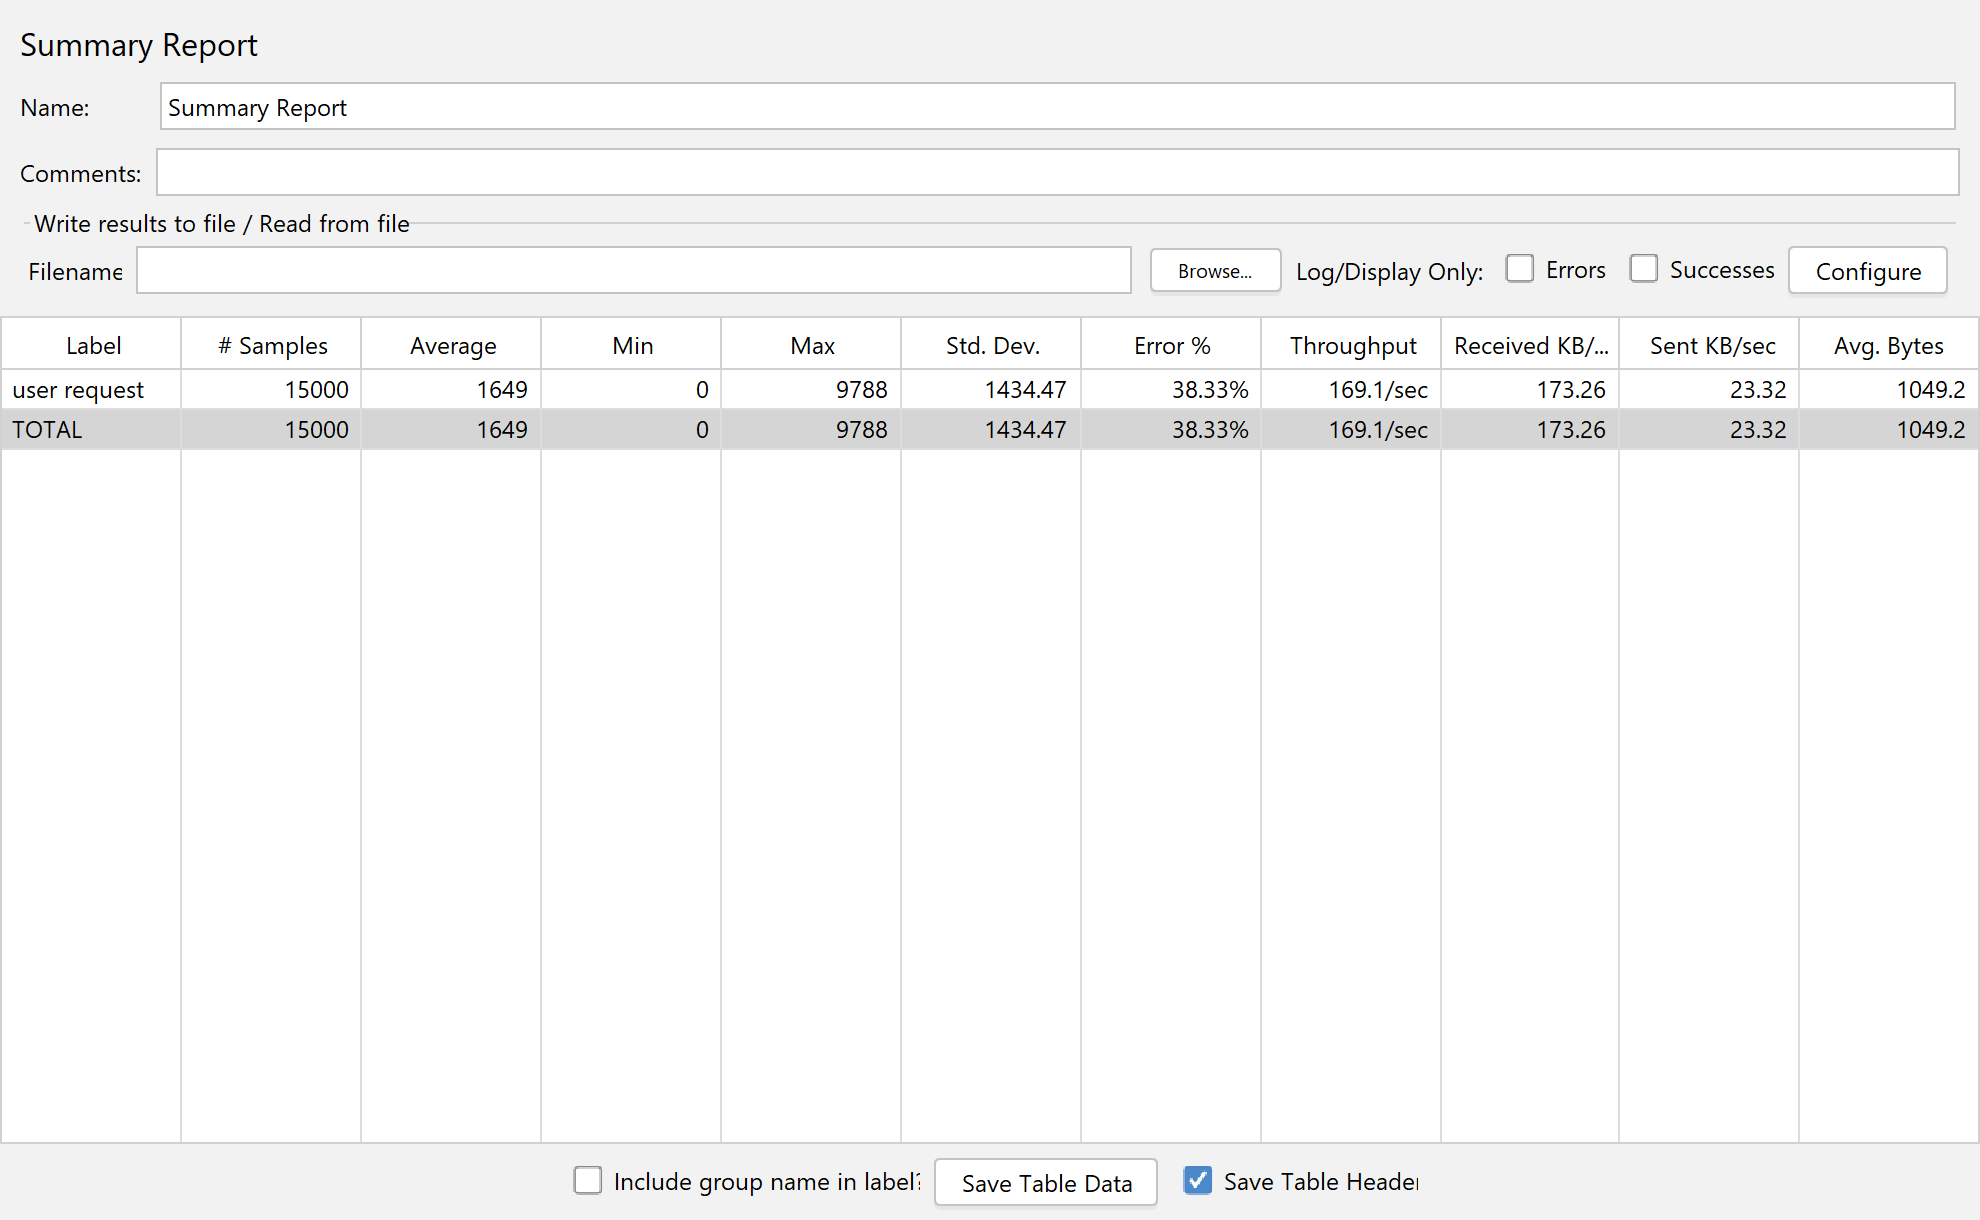 Summary Report
Name: Summary Report
Comments:
Write results to file / Read from file
Filename Browse... Log/Display Only: Errors Successes Configure
Label # Samples Average Min Max Std. Dev. Error % Throughput Received KB/... Sent KB/sec Avg. Bytes
user request 15000 1649 0 9788 1434.47 38.33% 169.1/sec 173.26 23.32 1049.2
TOTAL 15000 1649 0 9788 1434.47 38.33% 169.1/sec 173.26 23.32 1049.2
Include group name in label? Save Table Data Save Table Header